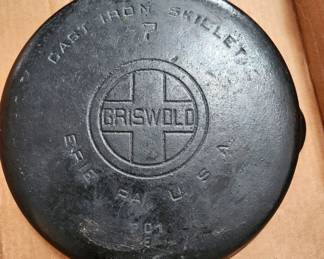 CAST IRON SKILLET
7
GRISWOLD
ERIE PA., U.S.A.
701
E